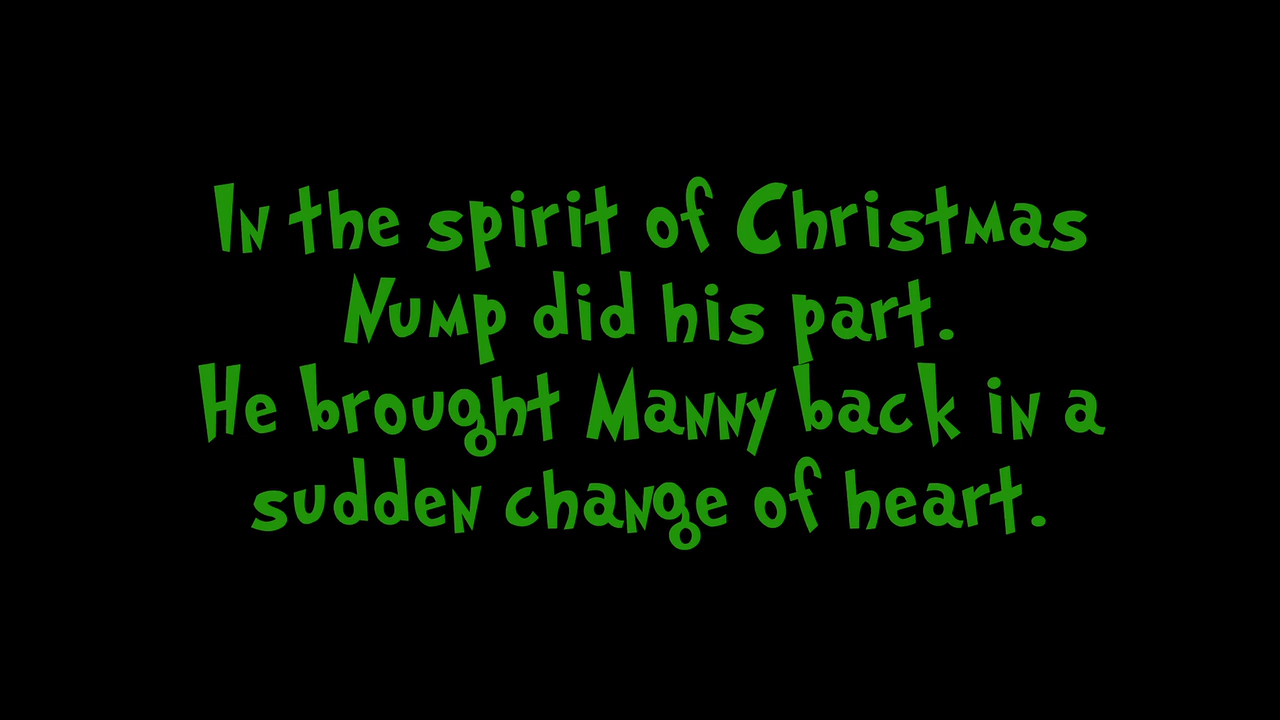 In the spirit of Christmas
Nump did his part.
He brought Manny back in a
sudden change of heart.